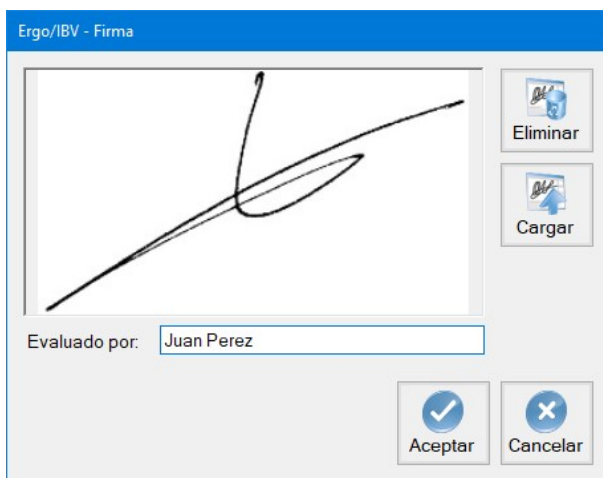 Ergo/IBV - Firma
Eliminar
Cargar
Evaluado por: Juan Perez
Aceptar Cancelar